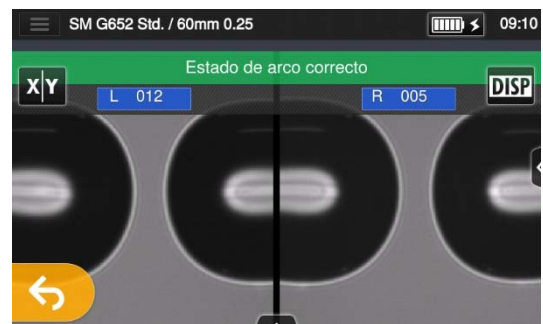 SM G652 Std. / 60mm 0.25 09:10
Estado de arco correcto
X|Y
L 012
R 005
DISP